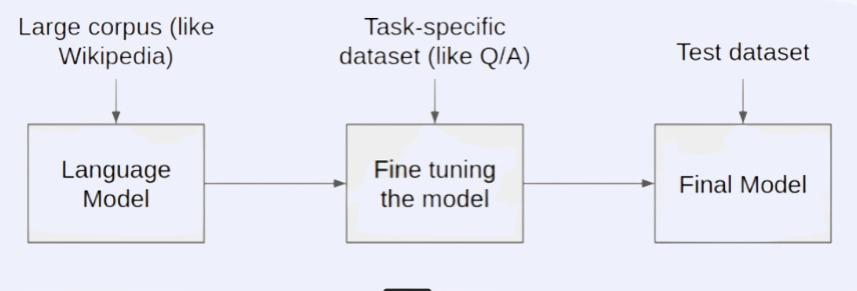 Large corpus (like
Wikipedia)
Task-specific
dataset (like Q/A)
Test dataset
Language
Model
Fine tuning
the model
Final Model